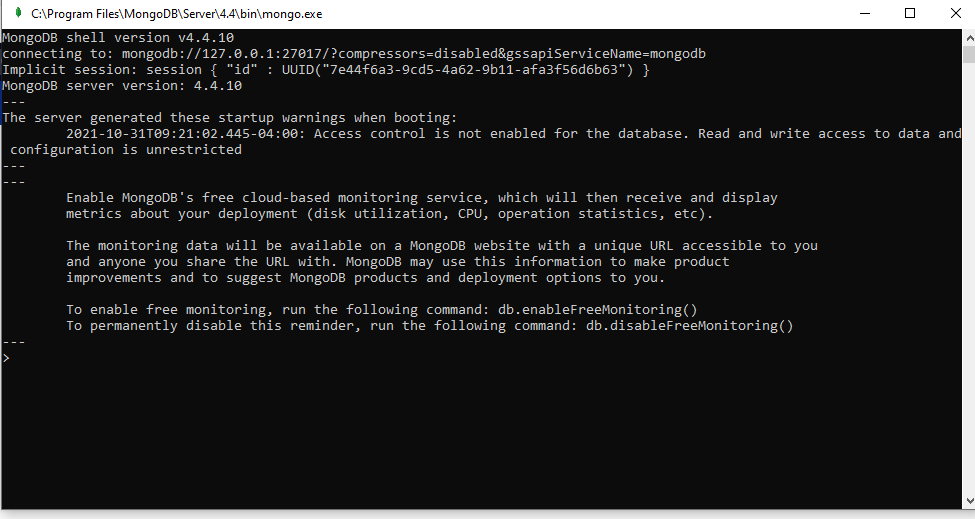 C:\Program Files\MongoDB\Server\4.4\bin\mongo.exe
MongoDB shell version v4.4.10
connecting to: mongodb://127.0.0.1:27017/?compressors=disabled&gssapiServiceName=mongodb
Implicit session: session { "id" : UUID("7e44f6a3-9cd5-4a62-9b11-afa3f56d6b63") }
MongoDB server version: 4.4.10
---
The server generated these startup warnings when booting:
        2021-10-31T09:21:02.445-04:00: Access control is not enabled for the database. Read and write access to data and
 configuration is unrestricted
---
---
        Enable MongoDB's free cloud-based monitoring service, which will then receive and display
        metrics about your deployment (disk utilization, CPU, operation statistics, etc).

        The monitoring data will be available on a MongoDB website with a unique URL accessible to you
        and anyone you share the URL with. MongoDB may use this information to make product
        improvements and to suggest MongoDB products and deployment options to you.

        To enable free monitoring, run the following command: db.enableFreeMonitoring()
        To permanently disable this reminder, run the following command: db.disableFreeMonitoring()
---
>